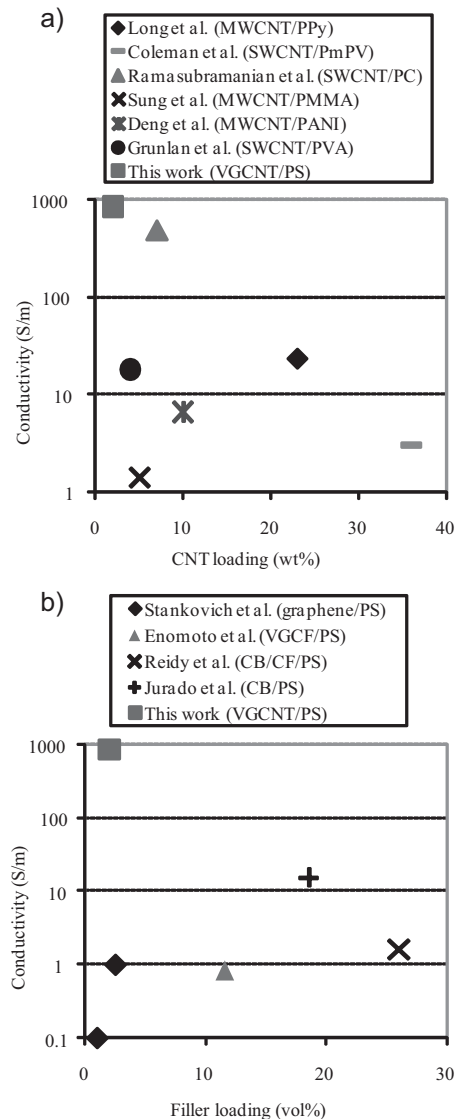 a)
Long et al. (MWCNT/PPy)
Coleman et al. (SWCNT/PmPV)
Ramasubramanian et al. (SWCNT/PC)
Sung et al. (MWCNT/PMMA)
Deng et al. (MWCNT/PANI)
Grunlan et al. (SWCNT/PVA)
This work (VGCNT/PS)
1000
100
10
1
Conductivity (S/m)
0 10 20 30 40
CNT loading (wt%)
b)
Stankovich et al. (graphene/PS)
Enomoto et al. (VGCF/PS)
Reidy et al. (CB/CF/PS)
Jurado et al. (CB/PS)
This work (VGCNT/PS)
1000
100
10
1
0.1
Conductivity (S/m)
0 10 20 30
Filler loading (vol%)